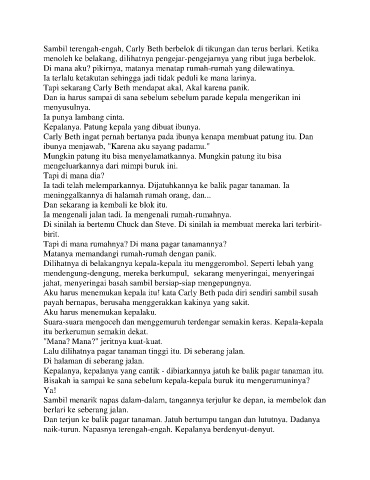 Sambil terengah-engah, Carly Beth berbelok di tikungan dan terus berlari. Ketika
menoleh ke belakang, dilihatnya pengejar-pengejarnya yang ribut juga berbelok.
Di mana aku? pikirnya, matanya menatap rumah-rumah yang dilewatinya.
Ia terlalu ketakutan sehingga jadi tidak peduli ke mana larinya.
Tapi sekarang Carly Beth mendapat akal, Akal karena panik.
Dan ia harus sampai di sana sebelum sebelum parade kepala mengerikan ini
menyusulnya.
Ia punya lambang cinta.
Kepalanya. Patung kepala yang dibuat ibunya.
Carly Beth ingat pernah bertanya pada ibunya kenapa membuat patung itu. Dan
ibunya menjawab, "Karena aku sayang padama."
Mungkin patung itu bisa menyelamatkannya. Mungkin patung itu bisa
mengeluarkannya dari mimpi buruk ini.
Tapi di mana dia?
Ia tadi telah melemparkannya. Dijatuhkannya ke balik pagar tanaman. Ia
meninggalkannya di halamam rumah orang, dan...
Dan sekarang ia kembali ke blok itu.
Ia mengenali jalan tadi. Ia mengenali rumah-rumahnya.
Di sinilah ia bertemu Chuck dan Steve. Di sinilah ia membuat mereka lari terbirit-
birit.
Tapi di mana rumahnya? Di mana pagar tanamannya?
Matanya memandangi rumah-rumah dengan panik.
Dilihatnya di belakangnya kepala-kepala itu menggerombol. Seperti lebah yang
mendengung-dengung, mereka berkumpul,  sekarang menyeringai, menyeringai
jahat, menyeringai basah sambil bersiap-siap mengepungnya.
Aku harus menemukan kepala itu! kata Carly Beth pada diri sendiri sambil susah
payah bernapas, berusaha menggerakkan kakinya yang sakit.
Aku harus menemukan kepalaku.
Suara-suara mengoceh dan menggemuruh terdengar semakin keras. Kepala-kepala
itu berkerumun semakin dekat.
"Mana? Mana?" jeritnya kuat-kuat.
Lalu dilihatnya pagar tanaman tinggi itu. Di seberang jalan.
Di halaman di seberang jalan.
Kepalanya, kepalanya yang cantik - dibiarkannya jatuh ke balik pagar tanaman itu.
Bisakah ia sampai ke sana sebelum kepala-kepala buruk itu mengerumuninya?
Ya!
Sambil menarik napas dalam-dalam, tangannya terjulur ke depan, ia membelok dan
berlari ke seberang jalan.
Dan terjun ke balik pagar tanaman. Jatuh bertumpu tangan dan lututnya. Dadanya
naik-turun. Napasnya terengah-engah. Kepalanya berdenyut-denyut.